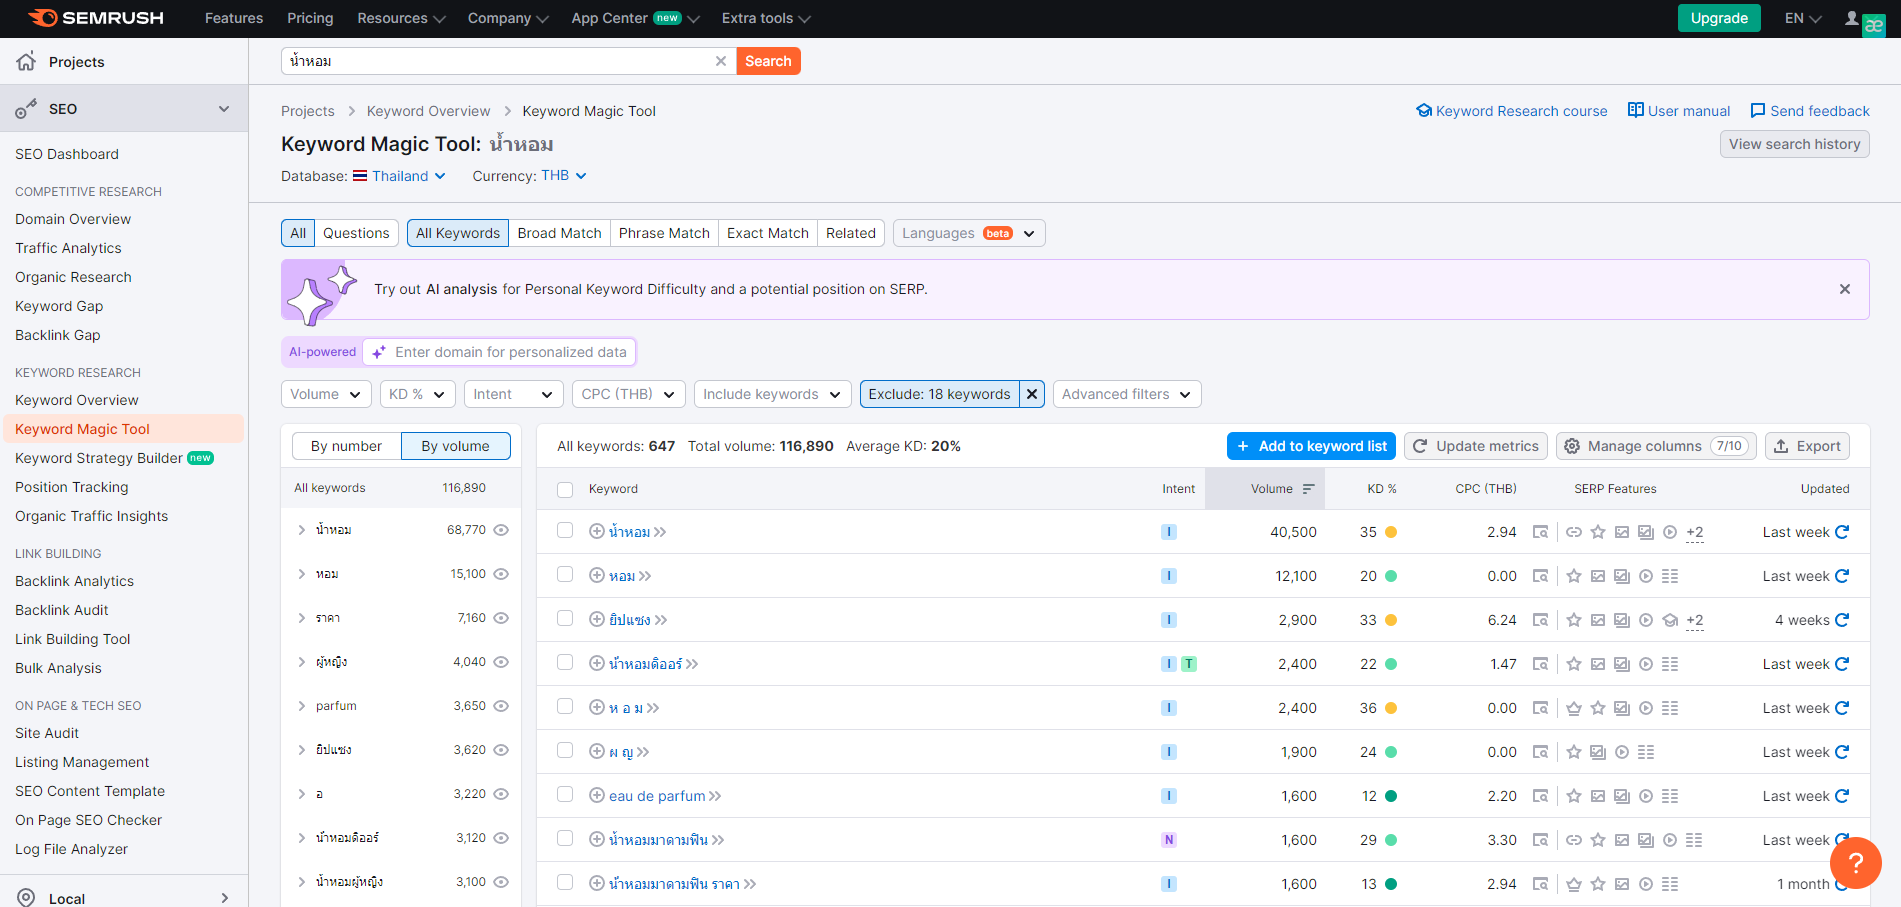 SEMRUSH Features Pricing Resources Company App Center new Extra tools Upgrade EN
æ
Projects
น้ำหอม Search
SEO
Projects Keyword Overview Keyword Magic Tool Keyword Research course User manual Send feedback
Keyword Magic Tool: น้ำหอม View search history
Database: Thailand Currency: THB
SEO Dashboard
COMPETITIVE RESEARCH
Domain Overview
Traffic Analytics
Organic Research
Keyword Gap
Backlink Gap
KEYWORD RESEARCH
Keyword Overview
Keyword Magic Tool
Keyword Strategy Builder new
Position Tracking
Organic Traffic Insights
LINK BUILDING
Backlink Analytics
Backlink Audit
Link Building Tool
Bulk Analysis
ON PAGE & TECH SEO
Site Audit
Listing Management
SEO Content Template
On Page SEO Checker
Log File Analyzer
Local
All Questions All Keywords Broad Match Phrase Match Exact Match Related Languages beta
Try out AI analysis for Personal Keyword Difficulty and a potential position on SERP.
AI-powered Enter domain for personalized data
Volume KD % Intent CPC (THB) Include keywords Exclude: 18 keywords Advanced filters
By number By volume
All keywords 116,890
น้ำหอม 68,770
หอม 15,100
ราคา 7,160
ผู้หญิง 4,040
parfum 3,650
ยิปแซง 3,620
อ 3,220
น้ำหอมดิออร์ 3,120
น้ำหอมผู้หญิง 3,100
All keywords: 647 Total volume: 116,890 Average KD: 20% + Add to keyword list Update metrics Manage columns 7/10 Export
Keyword Intent Volume KD % CPC (THB) SERP Features Updated
น้ำหอม I 40,500 35 2.94 +2 Last week
หอม I 12,100 20 0.00 Last week
ยิปแซง I 2,900 33 6.24 +2 4 weeks
น้ำหอมดิออร์ I T 2,400 22 1.47 Last week
ห อ ม I 2,400 36 0.00 Last week
ผ ญ I 1,900 24 0.00 Last week
eau de parfum I 1,600 12 2.20 Last week
น้ำหอมมาดามฟิน N 1,600 29 3.30 Last week
น้ำหอมมาดามฟิน ราคา I 1,600 13 2.94 1 month
?